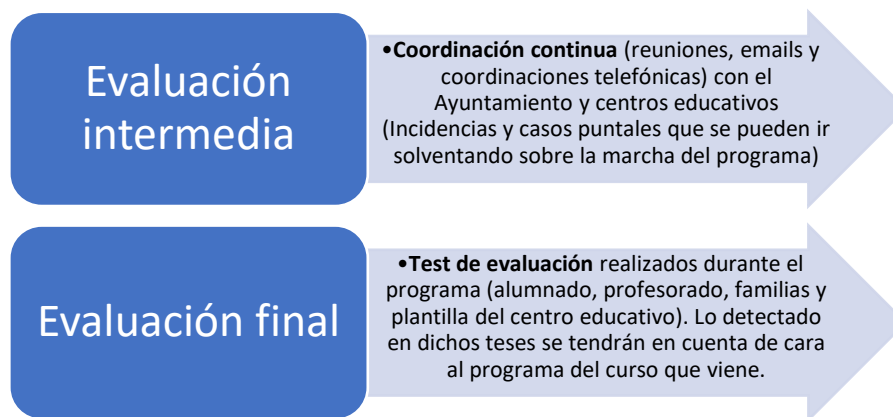 Evaluación
intermedia
•Coordinación continua (reuniones, emails y
coordinaciones telefónicas) con el
Ayuntamiento y centros educativos
(Incidencias y casos puntales que se pueden ir
solventando sobre la marcha del programa)
Evaluación final
•Test de evaluación realizados durante el
programa (alumnado, profesorado, familias y
plantilla del centro educativo). Lo detectado
en dichos teses se tendrán en cuenta de cara
al programa del curso que viene.